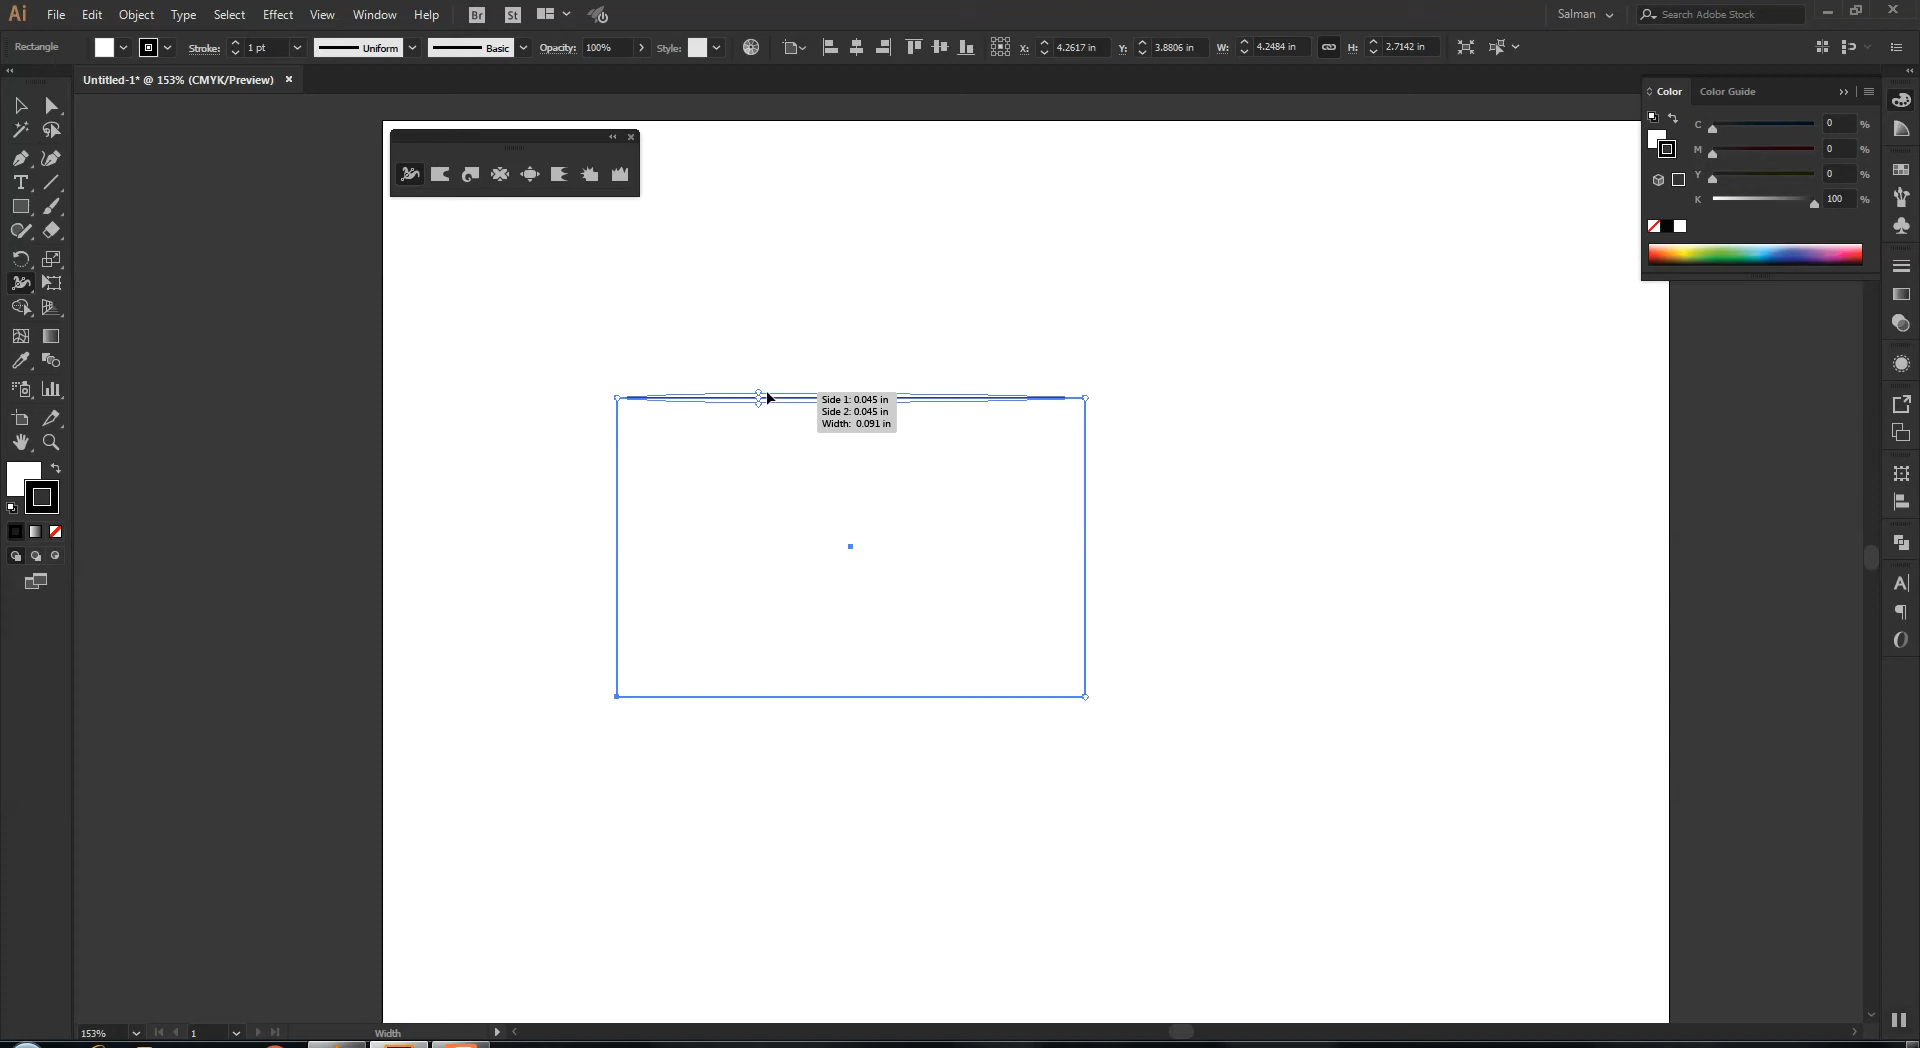 Ai File Edit Object Type Select Effect View Window Help Br St Salman Search Adobe Stock
Rectangle Stroke: 1 pt Uniform Basic Opacity: 100% Style: X: 4.2617 in Y: 3.8806 in W: 4.2484 in H: 2.7142 in
Untitled-1* @ 153% (CMYK/Preview)
Color Color Guide
C 0 %
M 0 %
Y 0 %
K 100 %
Side 1: 0.045 in
Side 2: 0.045 in
Width: 0.091 in
153% 1 Width